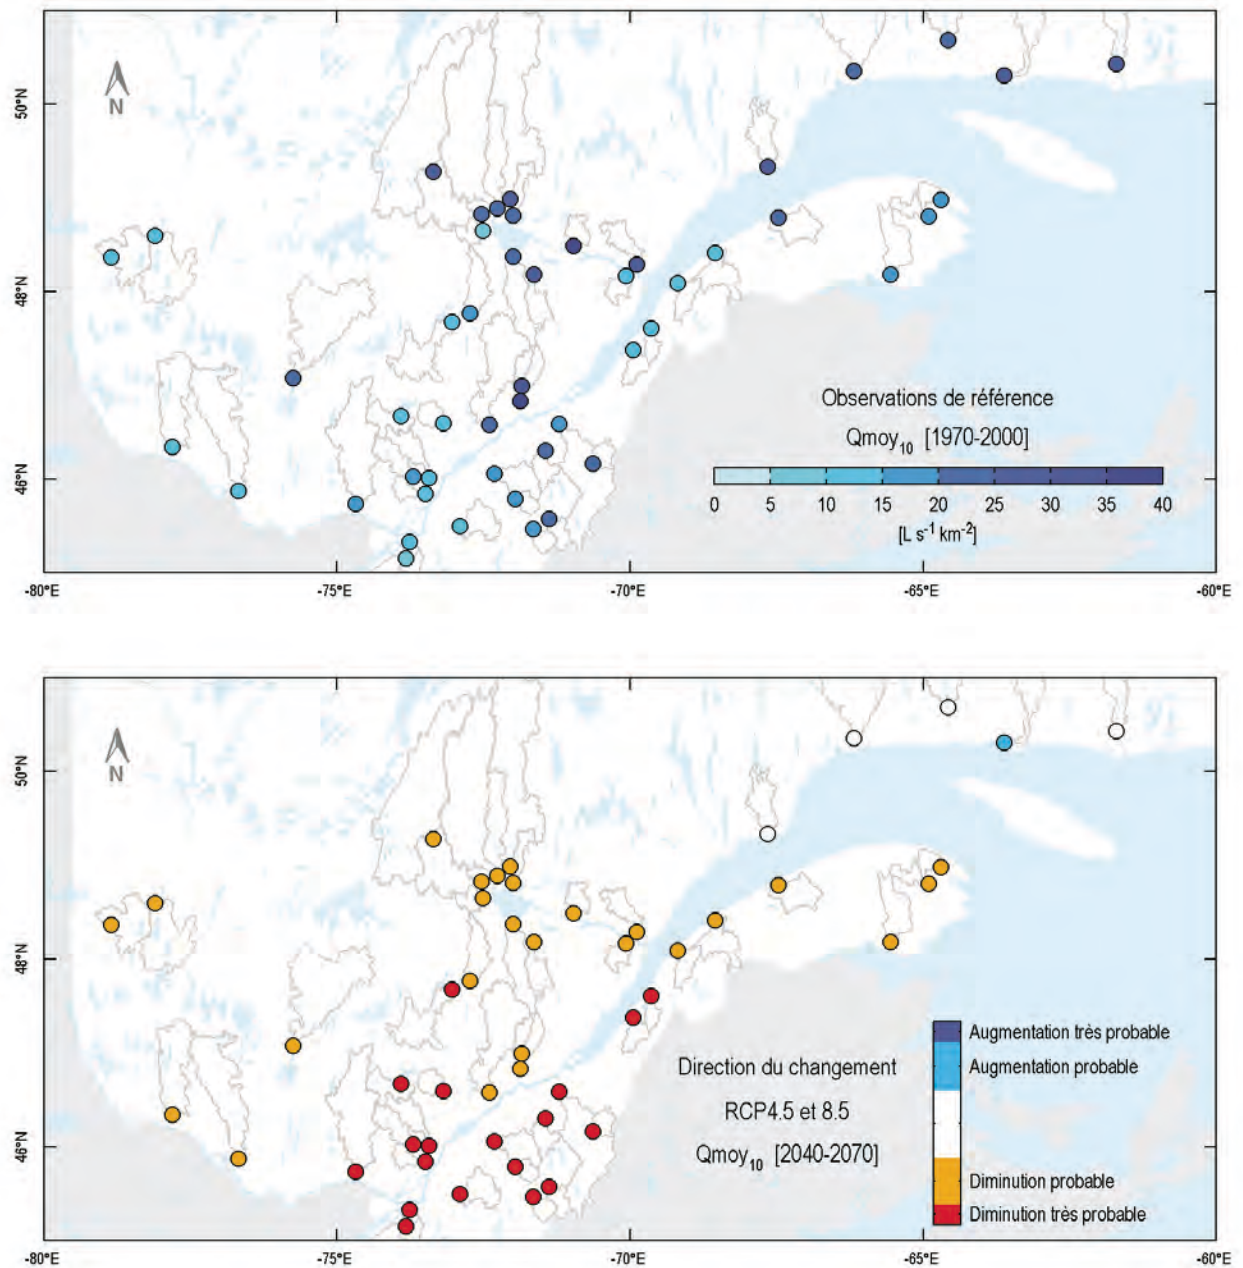 N
50°N
48°N
46°N
Observations de référence
Qmoy10 [1970-2000]
0 5 10 15 20 25 30 35 40
[L s-1 km-2]
-80°E -75°E -70°E -65°E -60°E
N
50°N
48°N
46°N
Direction du changement
RCP4.5 et 8.5
Qmoy10 [2040-2070]
Augmentation très probable
Augmentation probable
Diminution probable
Diminution très probable
-80°E -75°E -70°E -65°E -60°E